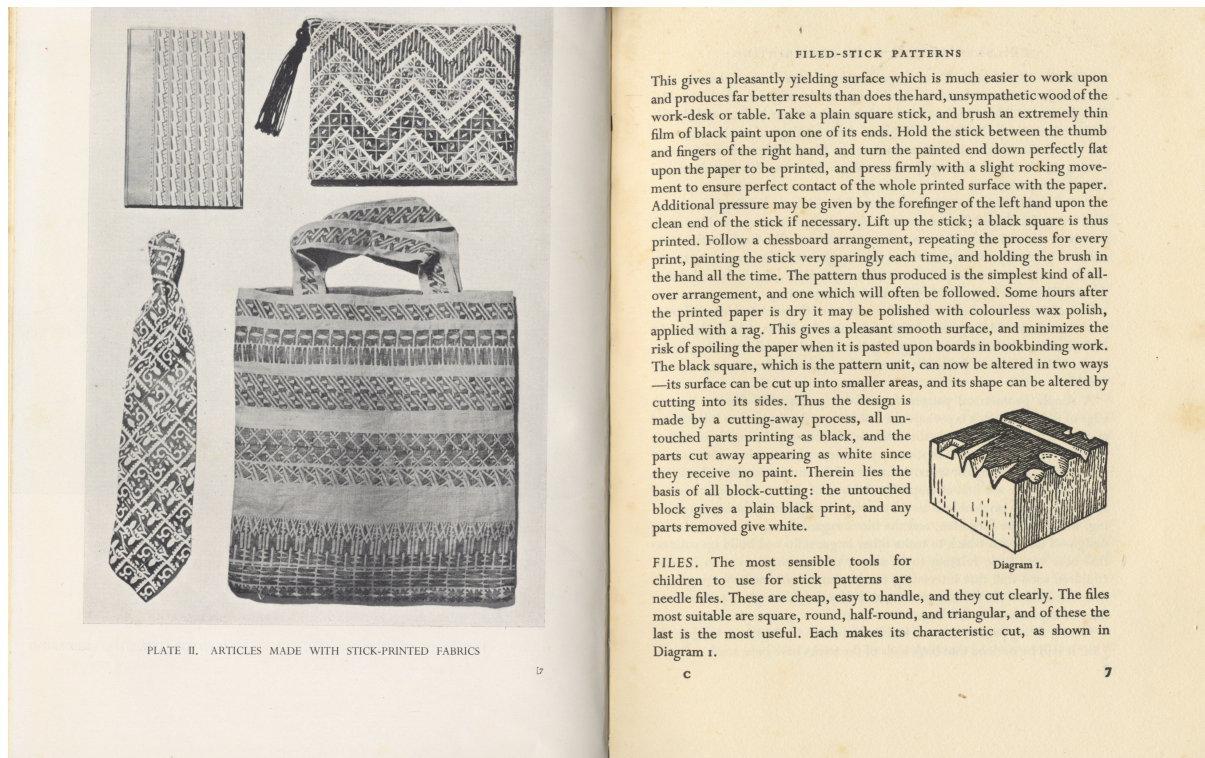 PLATE II. ARTICLES MADE WITH STICK-PRINTED FABRICS
[7
FILED-STICK PATTERNS
This gives a pleasantly yielding surface which is much easier to work upon
and produces far better results than does the hard, unsympathetic wood of the
work-desk or table. Take a plain square stick, and brush an extremely thin
film of black paint upon one of its ends. Hold the stick between the thumb
and fingers of the right hand, and turn the painted end down perfectly flat
upon the paper to be printed, and press firmly with a slight rocking move-
ment to ensure perfect contact of the whole printed surface with the paper.
Additional pressure may be given by the forefinger of the left hand upon the
clean end of the stick if necessary. Lift up the stick; a black square is thus
printed. Follow a chessboard arrangement, repeating the process for every
print, painting the stick very sparingly each time, and holding the brush in
the hand all the time. The pattern thus produced is the simplest kind of all-
over arrangement, and one which will often be followed. Some hours after
the printed paper is dry it may be polished with colourless wax polish,
applied with a rag. This gives a pleasant smooth surface, and minimizes the
risk of spoiling the paper when it is pasted upon boards in bookbinding work.
The black square, which is the pattern unit, can now be altered in two ways
—its surface can be cut up into smaller areas, and its shape can be altered by
cutting into its sides. Thus the design is
made by a cutting-away process, all un-
touched parts printing as black, and the
parts cut away appearing as white since
they receive no paint. Therein lies the
basis of all block-cutting: the untouched
block gives a plain black print, and any
parts removed give white.
Diagram 1.
FILES. The most sensible tools for
children to use for stick patterns are
needle files. These are cheap, easy to handle, and they cut clearly. The files
most suitable are square, round, half-round, and triangular, and of these the
last is the most useful. Each makes its characteristic cut, as shown in
Diagram 1.
C
7